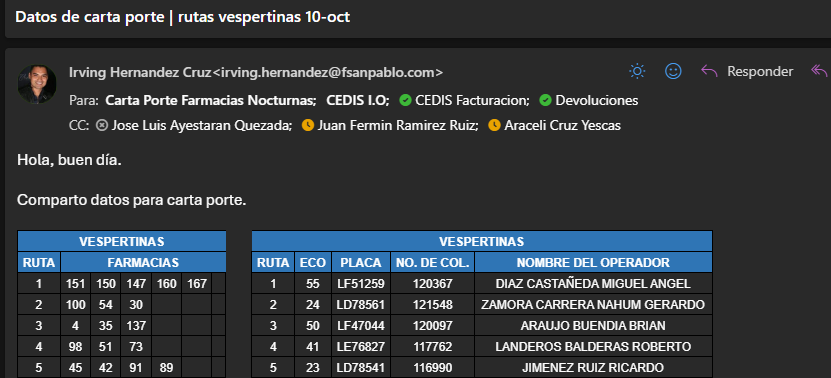 Datos de carta porte | rutas vespertinas 10-oct
Irving Hernandez Cruz<irving.hernandez@fsanpablo.com>
Responder
Para: Carta Porte Farmacias Nocturnas; CEDIS I.O; CEDIS Facturacion; Devoluciones
CC: Jose Luis Ayestaran Quezada; Juan Fermin Ramirez Ruiz; Araceli Cruz Yescas
Hola, buen día.
Comparto datos para carta porte.
VESPERTINAS
RUTA FARMACIAS
1 151 150 147 160 167
2 100 54 30
3 4 35 137
4 98 51 73
5 45 42 91 89
VESPERTINAS
RUTA ECO PLACA NO. DE COL. NOMBRE DEL OPERADOR
1 55 LF51259 120367 DIAZ CASTAÑEDA MIGUEL ANGEL
2 24 LD78561 121548 ZAMORA CARRERA NAHUM GERARDO
3 50 LF47044 120097 ARAUJO BUENDIA BRIAN
4 41 LE76827 117762 LANDEROS BALDERAS ROBERTO
5 23 LD78541 116990 JIMENEZ RUIZ RICARDO